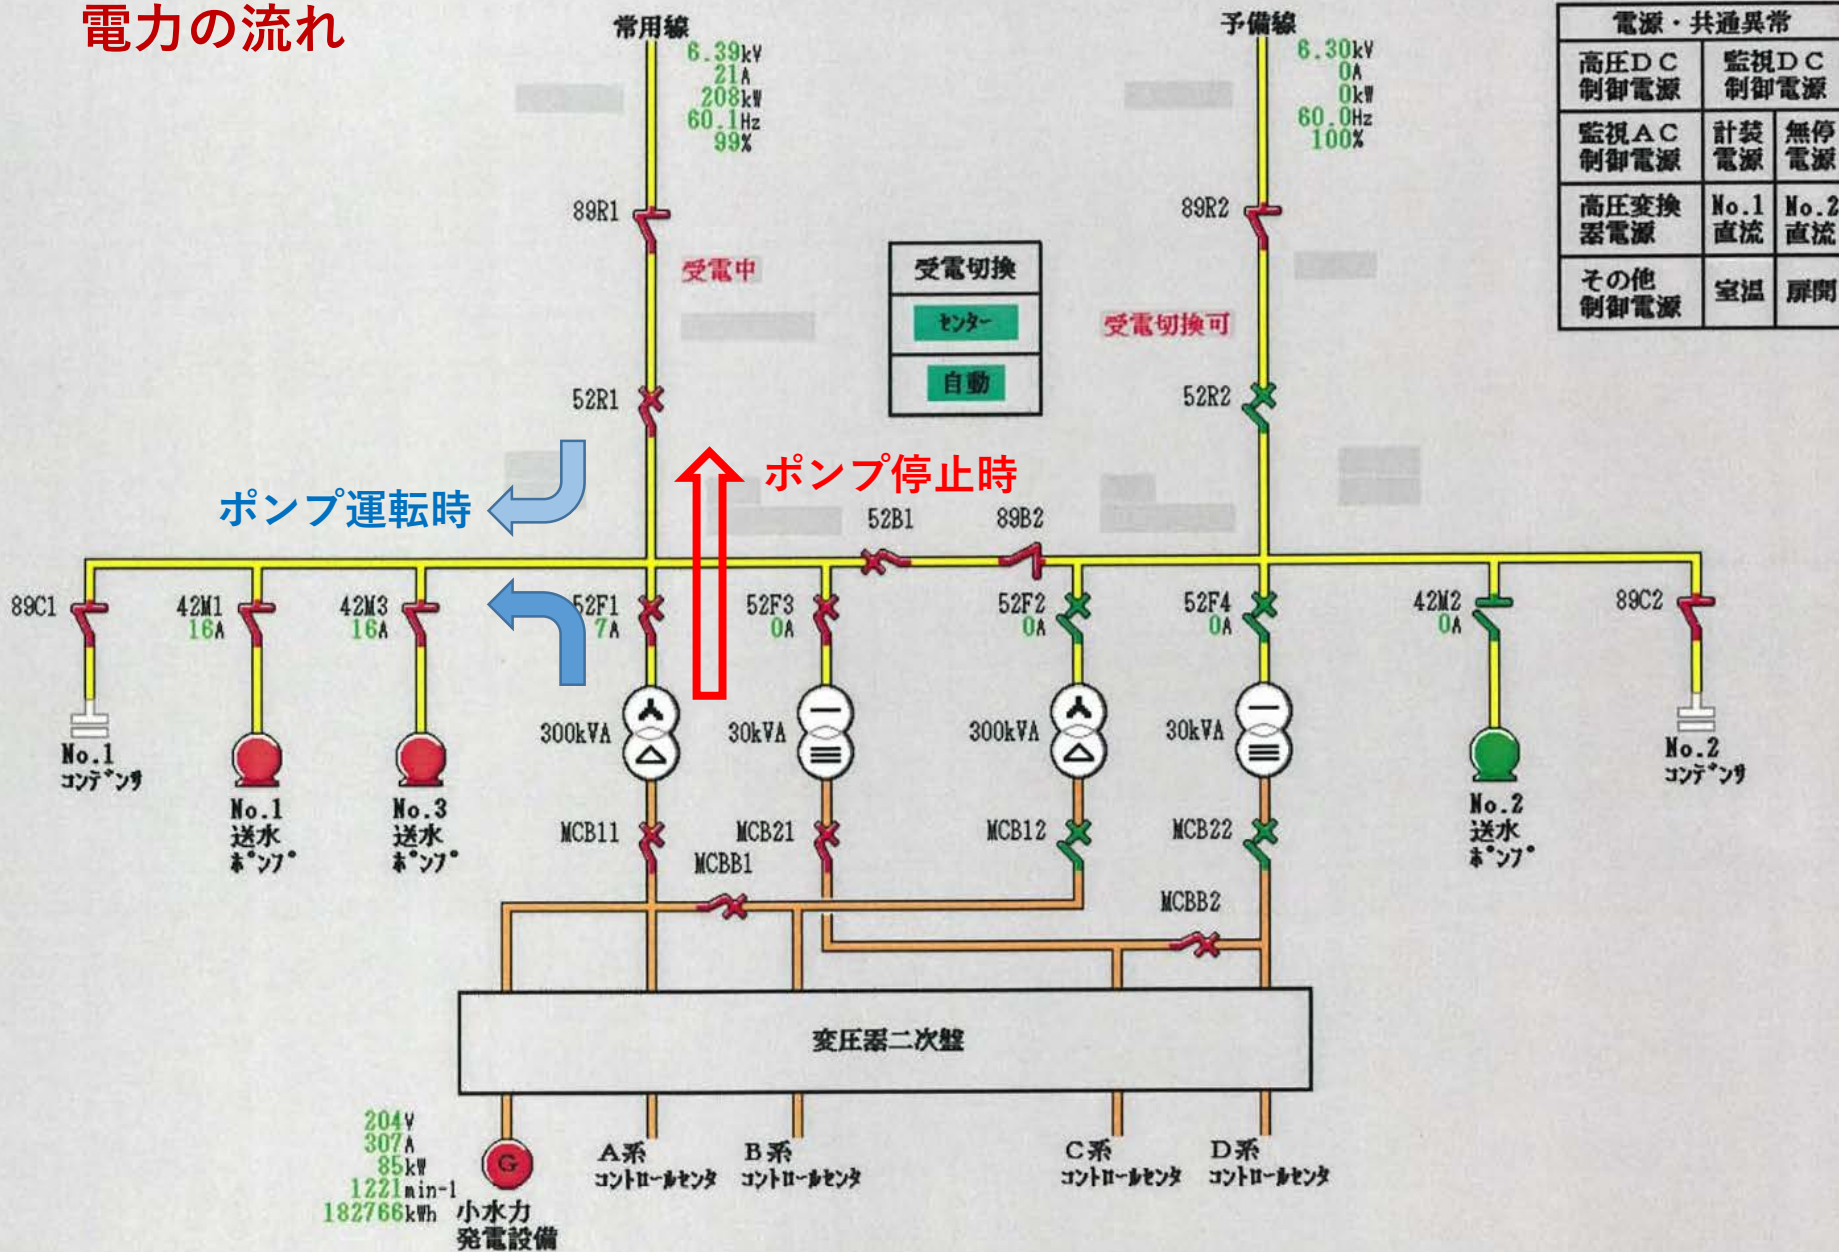 電力の流れ
常用線
6.39kV
21A
208kW
60.1Hz
99%
予備線
6.30kV
0A
0kW
60.0Hz
100%
電源・共通異常
高圧DC
制御電源
監視DC
制御電源
監視AC
制御電源
計装
電源
無停
電源
高圧変換
器電源
No.1
直流
No.2
直流
その他
制御電源
室温
扉開
89R1
89R2
受電中
受電切換
センター
自動
受電切換可
52R1
52R2
ポンプ運転時
ポンプ停止時
52B1
89B2
89C1
42M1
16A
42M3
16A
52F1
7A
52F3
0A
52F2
0A
52F4
0A
42M2
0A
89C2
300kVA
30kVA
300kVA
30kVA
No.1
コンデンサ
No.1
送水
ポンプ
No.3
送水
ポンプ
No.2
送水
ポンプ
No.2
コンデンサ
MCB11
MCB21
MCB12
MCB22
MCBB1
MCBB2
変圧器二次盤
204V
307A
85kW
1221min-1
182766kWh
G
小水力
発電設備
A系
コントロールセンタ
B系
コントロールセンタ
C系
コントロールセンタ
D系
コントロールセンタ